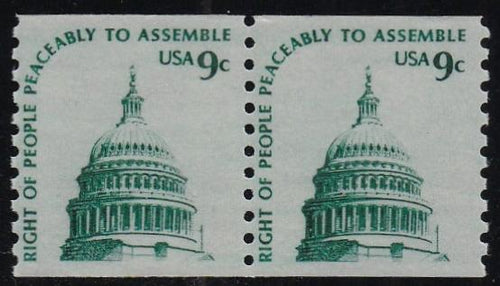 RIGHT OF PEOPLE PEACEABLY TO ASSEMBLE
USA 9c
RIGHT OF PEOPLE PEACEABLY TO ASSEMBLE
USA 9c